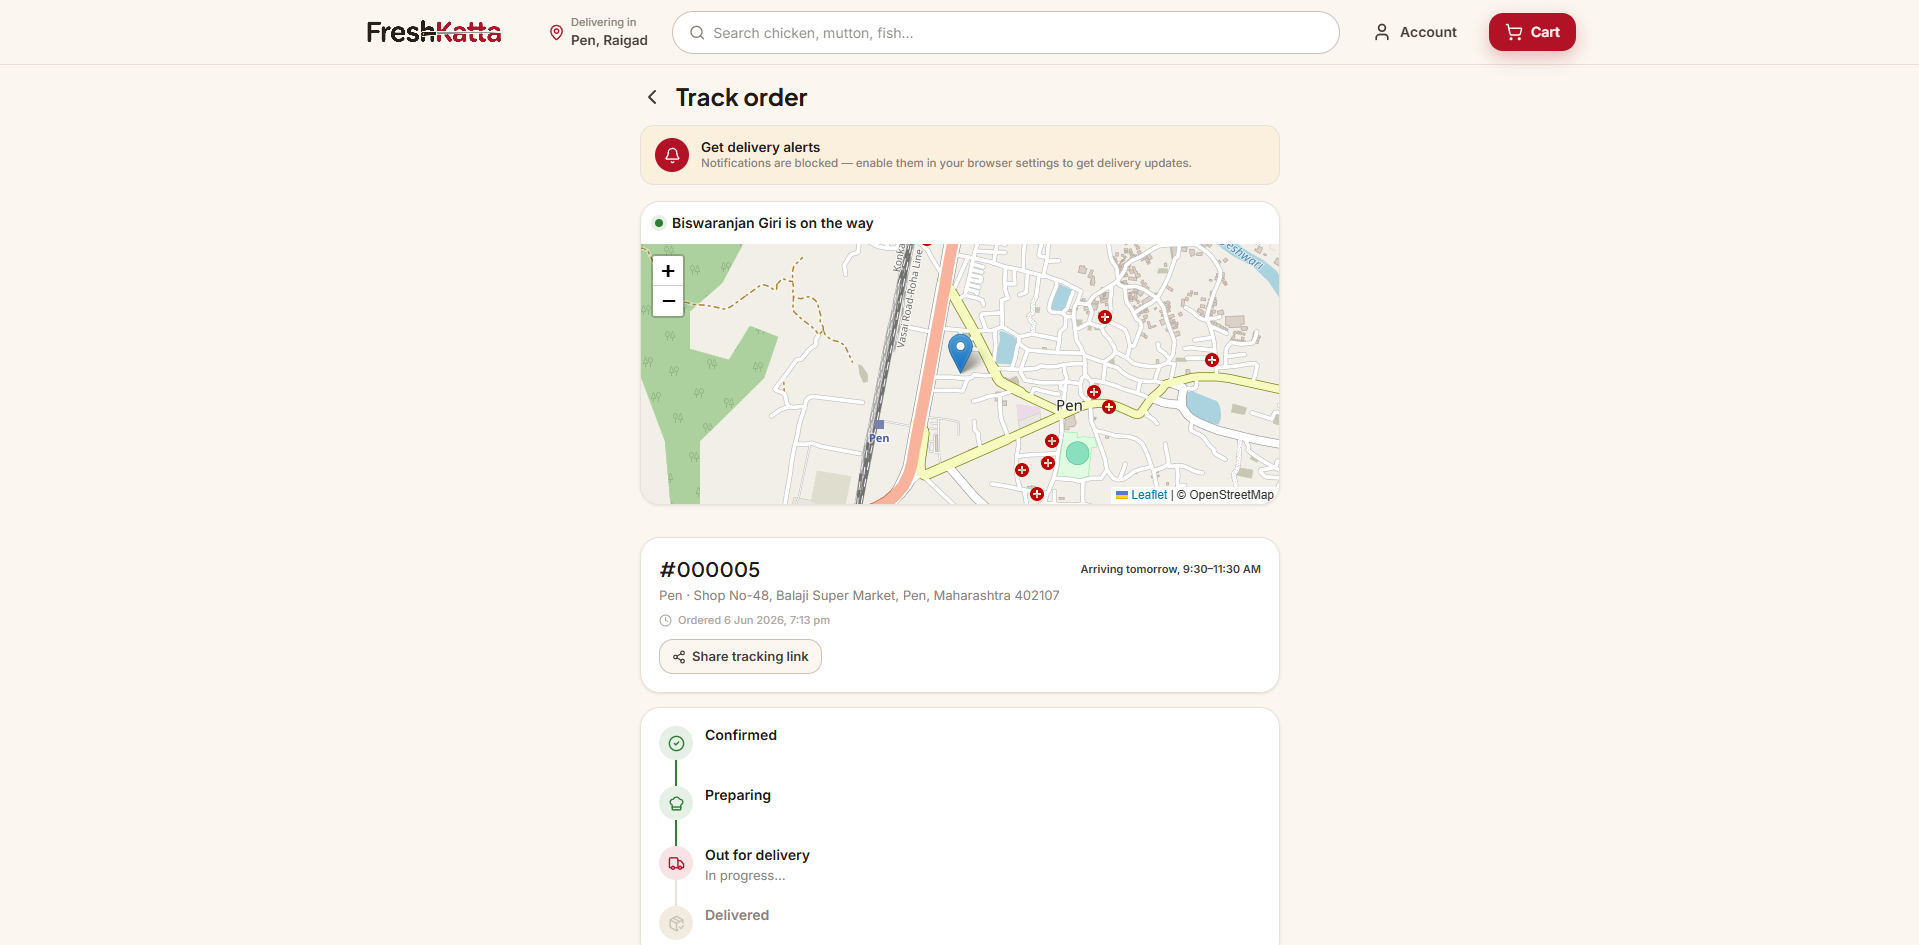 FreshKatta
Delivering in
Pen, Raigad
Search chicken, mutton, fish...
Account
Cart
Track order
Get delivery alerts
Notifications are blocked — enable them in your browser settings to get delivery updates.
Biswaranjan Giri is on the way
+
−
Konka
Vasai Road-Roha Line
eshwari
Pen
Pen
Leaflet | © OpenStreetMap
#000005
Arriving tomorrow, 9:30–11:30 AM
Pen · Shop No-48, Balaji Super Market, Pen, Maharashtra 402107
Ordered 6 Jun 2026, 7:13 pm
Share tracking link
Confirmed
Preparing
Out for delivery
In progress...
Delivered